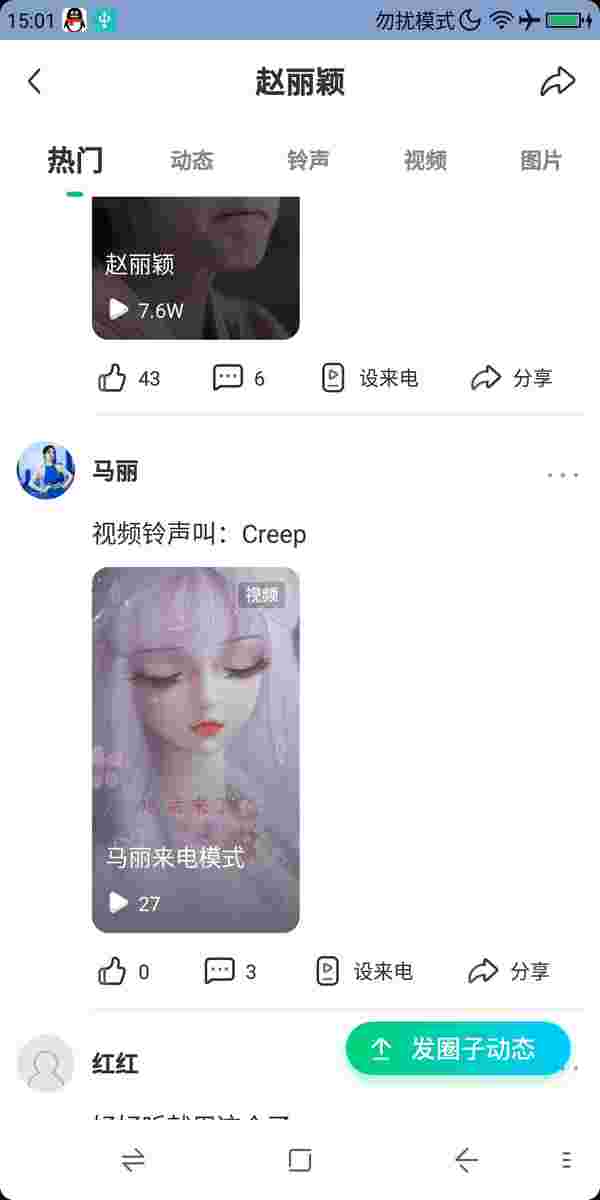 15:01 勿扰模式
赵丽颖
热门 动态 铃声 视频 图片
赵丽颖
7.6W
43 6 设来电 分享
马丽
视频铃声叫：Creep
视频
马丽来电模式
27
0 3 设来电 分享
红红
发圈子动态